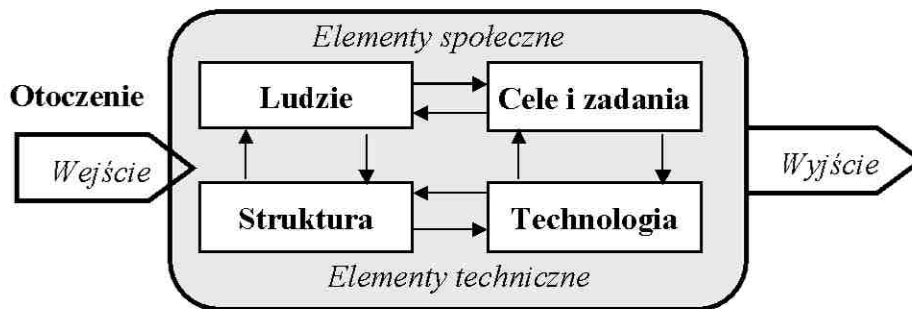 Elementy społeczne
Ludzie
Cele i zadania
Otoczenie
Wejście
Wyjście
Struktura
Technologia
Elementy techniczne